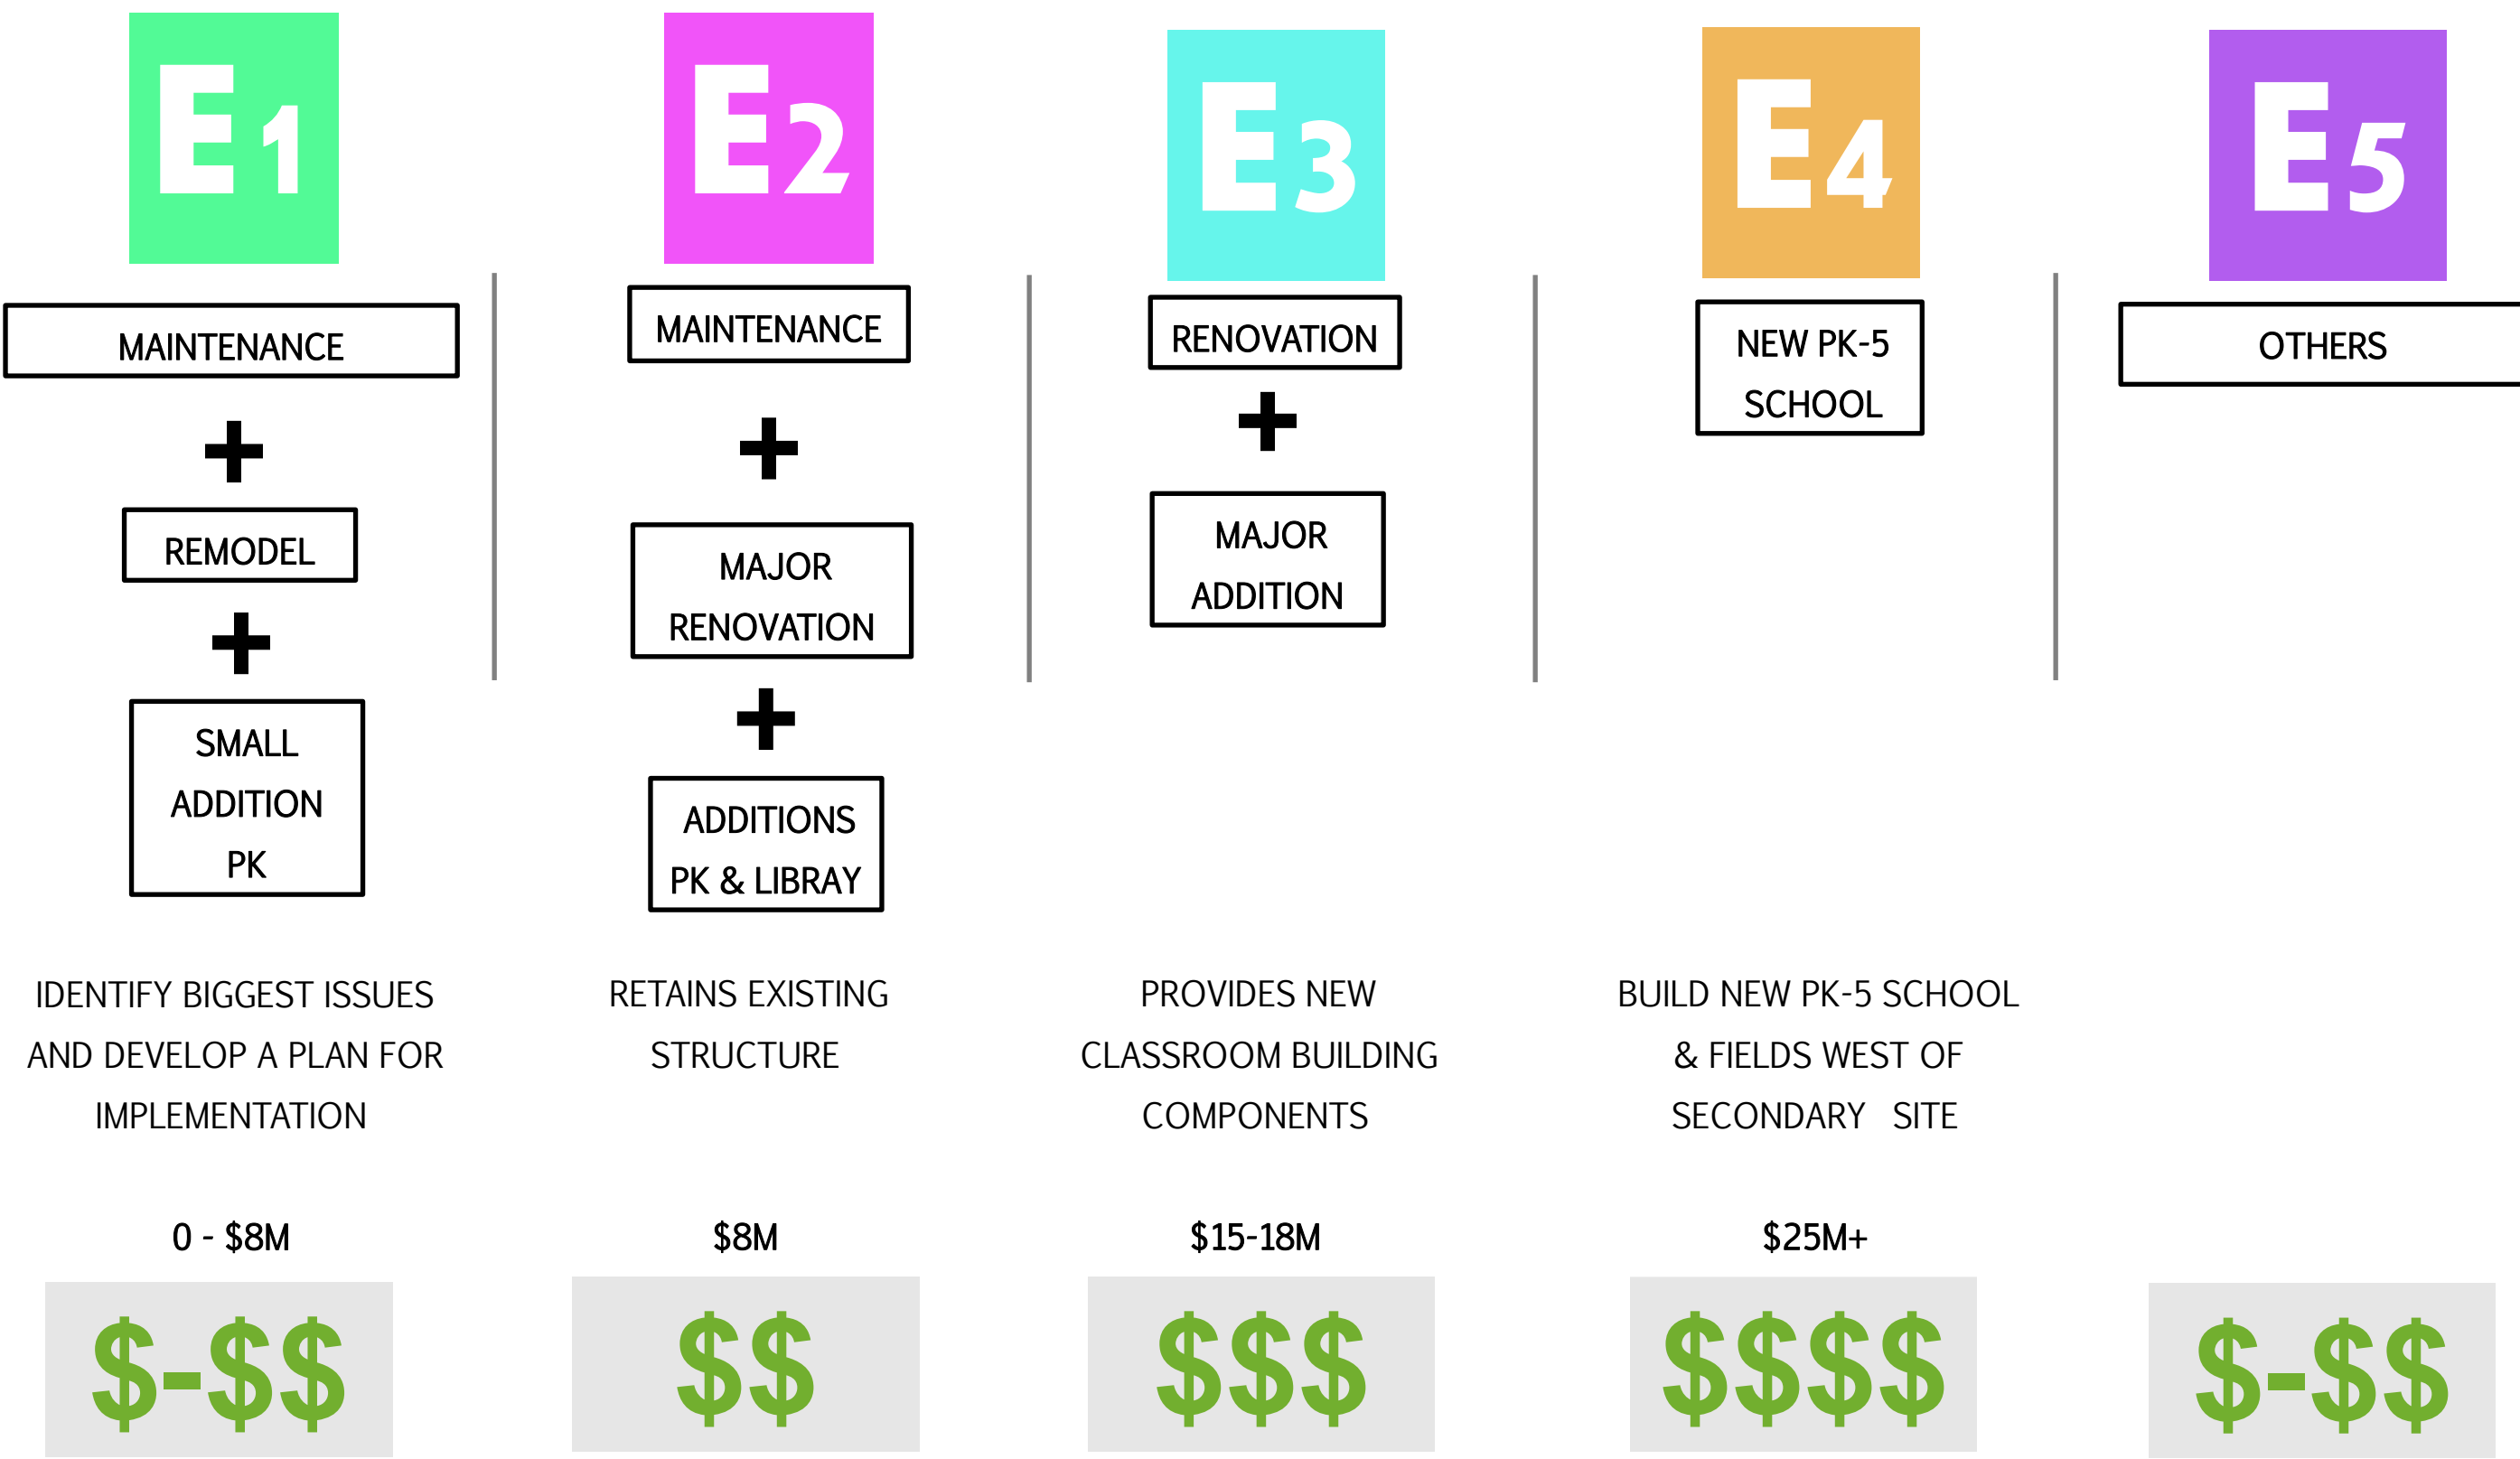 E1
MAINTENANCE
+
REMODEL
+
SMALL
ADDITION
PK
IDENTIFY BIGGEST ISSUES
AND DEVELOP A PLAN FOR
IMPLEMENTATION
0 - $8M
$-$$
E2
MAINTENANCE
+
MAJOR
RENOVATION
+
ADDITIONS
PK & LIBRAY
RETAINS EXISTING
STRUCTURE
$8M
$$
E3
RENOVATION
+
MAJOR
ADDITION
PROVIDES NEW
CLASSROOM BUILDING
COMPONENTS
$15-18M
$$$
E4
NEW PK-5
SCHOOL
BUILD NEW PK-5 SCHOOL
& FIELDS WEST OF
SECONDARY SITE
$25M+
$$$$
E5
OTHERS
$-$$